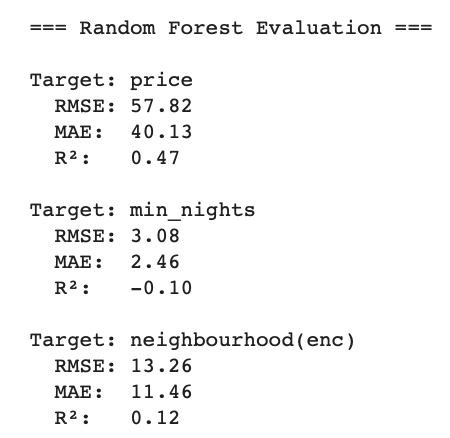 === Random Forest Evaluation ===
Target: price
RMSE: 57.82
MAE: 40.13
R²: 0.47
Target: min_nights
RMSE: 3.08
MAE: 2.46
R²: -0.10
Target: neighbourhood(enc)
RMSE: 13.26
MAE: 11.46
R²: 0.12